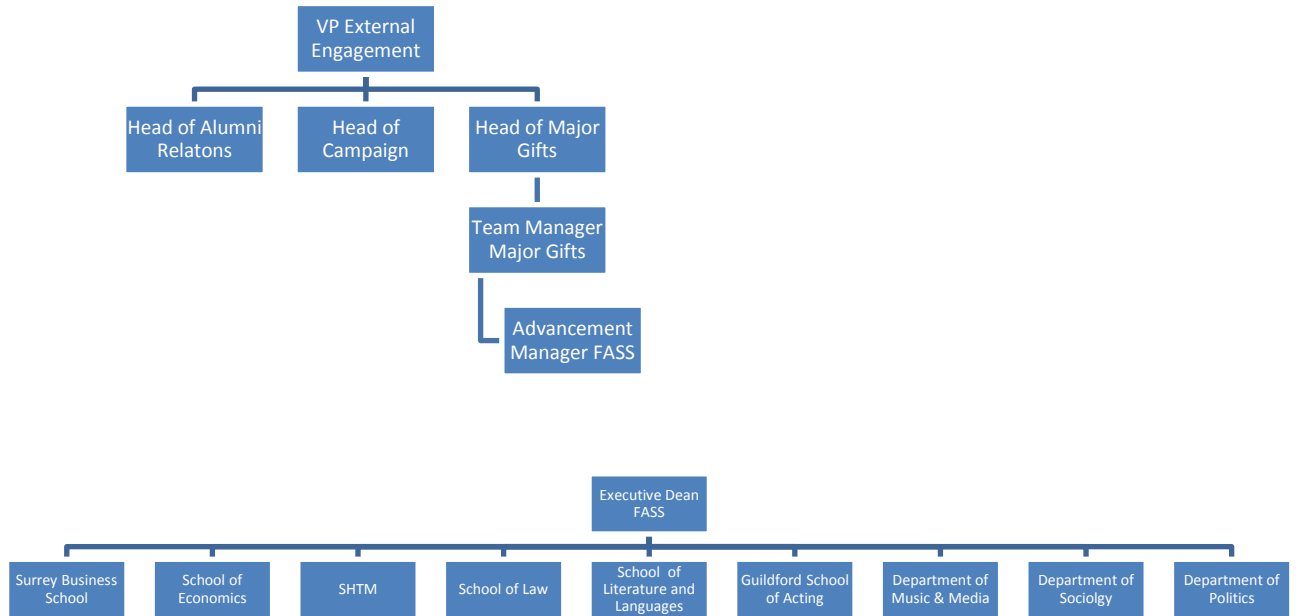 VP External
Engagement
Head of Alumni
Relatons
Head of
Campaign
Head of Major
Gifts
Team Manager
Major Gifts
Advancement
Manager FASS
Executive Dean
FASS
Surrey Business
School
School of
Economics
SHTM
School of Law
School of
Literature and
Languages
Guildford School
of Acting
Department of
Music & Media
Department of
Sociolgy
Department of
Politics